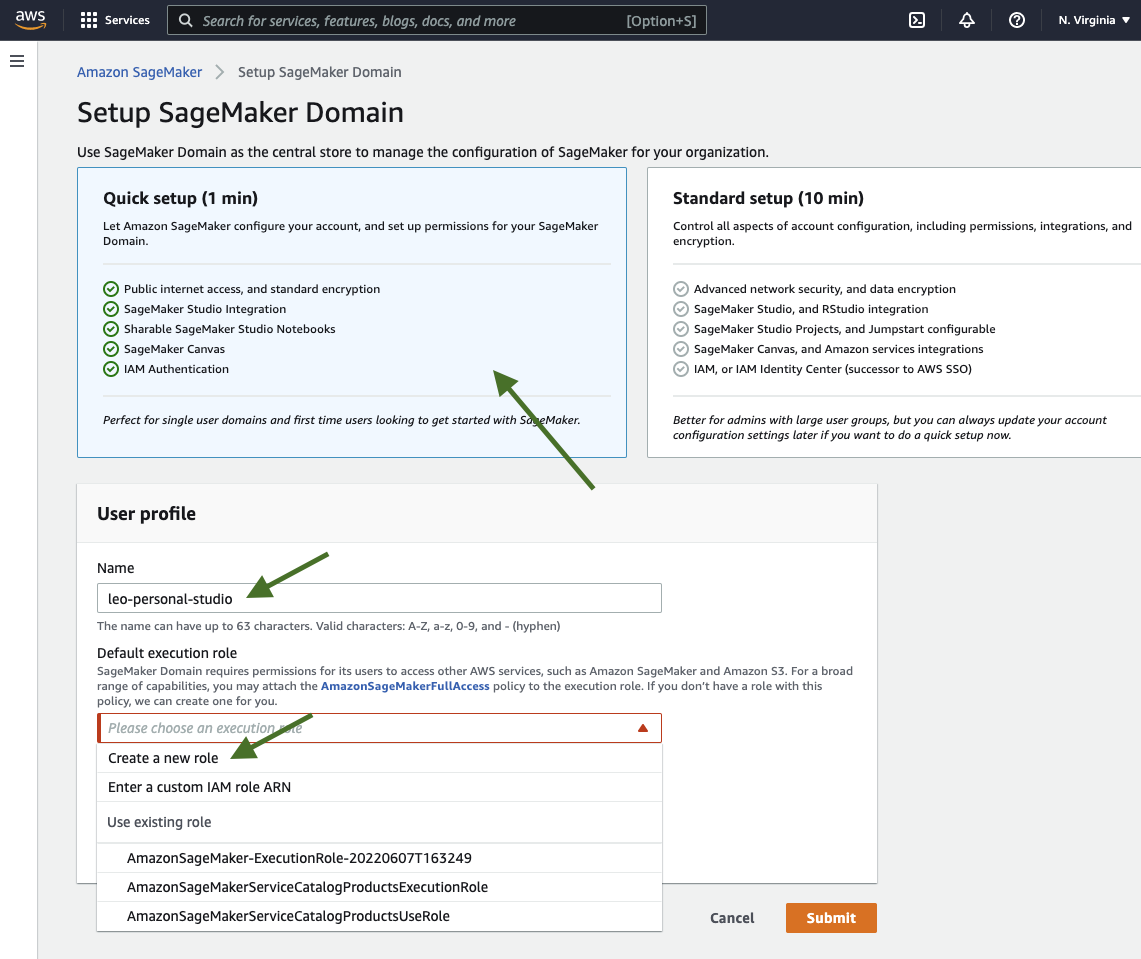 aws
Services
Search for services, features, blogs, docs, and more
[Option+S]
N. Virginia
Amazon SageMaker
Setup SageMaker Domain
Setup SageMaker Domain
Use SageMaker Domain as the central store to manage the configuration of SageMaker for your organization.
Quick setup (1 min)
Let Amazon SageMaker configure your account, and set up permissions for your SageMaker
Domain.
Public internet access, and standard encryption
SageMaker Studio Integration
Sharable SageMaker Studio Notebooks
SageMaker Canvas
IAM Authentication
Perfect for single user domains and first time users looking to get started with SageMaker.
Standard setup (10 min)
Control all aspects of account configuration, including permissions, integrations, and
encryption.
Advanced network security, and data encryption
SageMaker Studio, and RStudio integration
SageMaker Studio Projects, and Jumpstart configurable
SageMaker Canvas, and Amazon services integrations
IAM, or IAM Identity Center (successor to AWS SSO)
Better for admins with large user groups, but you can always update your account
configuration settings later if you want to do a quick setup now.
User profile
Name
leo-personal-studio
The name can have up to 63 characters. Valid characters: A-Z, a-z, 0-9, and - (hyphen)
Default execution role
SageMaker Domain requires permissions for its users to access other AWS services, such as Amazon SageMaker and Amazon S3. For a broad
range of capabilities, you may attach the AmazonSageMakerFullAccess policy to the execution role. If you don't have a role with this
policy, we can create one for you.
Please choose an execution role
Create a new role
Enter a custom IAM role ARN
Use existing role
AmazonSageMaker-ExecutionRole-20220607T163249
AmazonSageMakerServiceCatalogProductsExecutionRole
AmazonSageMakerServiceCatalogProductsUseRole
Cancel
Submit